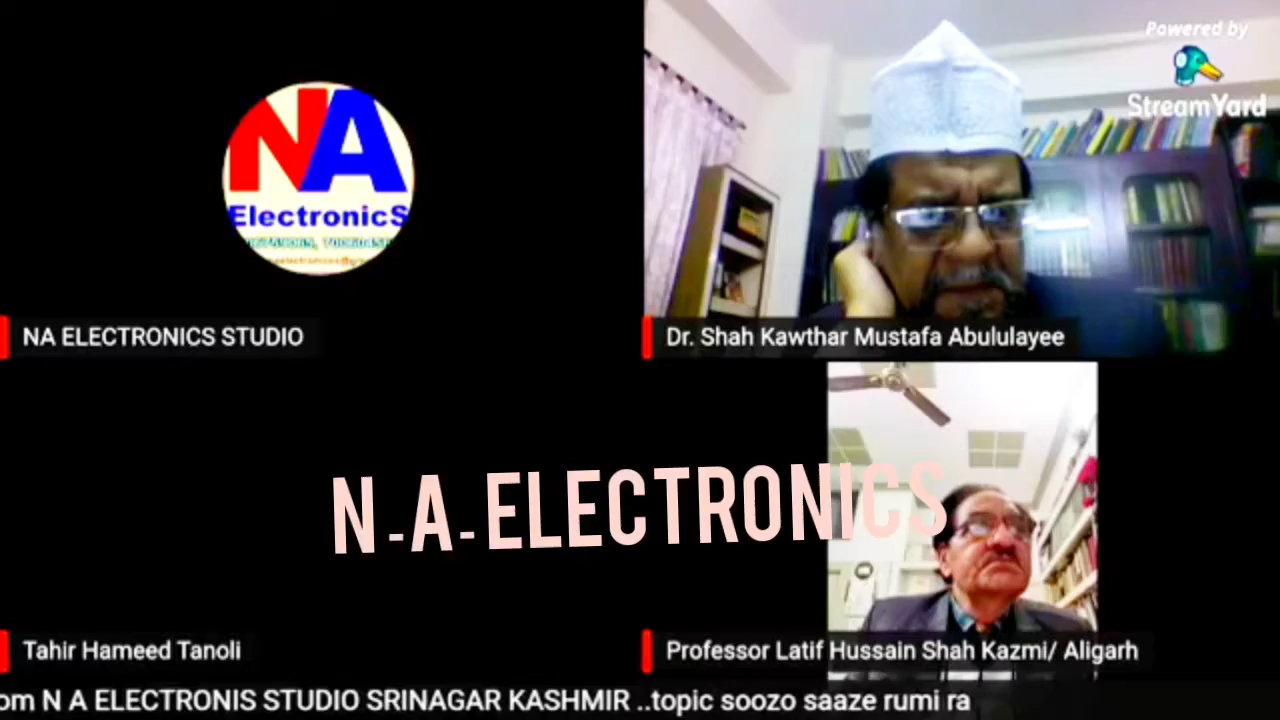 Powered by
StreamYard
NA
ElectronicS
NA ELECTRONICS STUDIO
Dr. Shah Kawthar Mustafa Abululayee
N-A-ELECTRONICS
Tahir Hameed Tanoli
Professor Latif Hussain Shah Kazmi/ Aligarh
om N A ELECTRONIS STUDIO SRINAGAR KASHMIR ..topic soozo saaze rumi ra